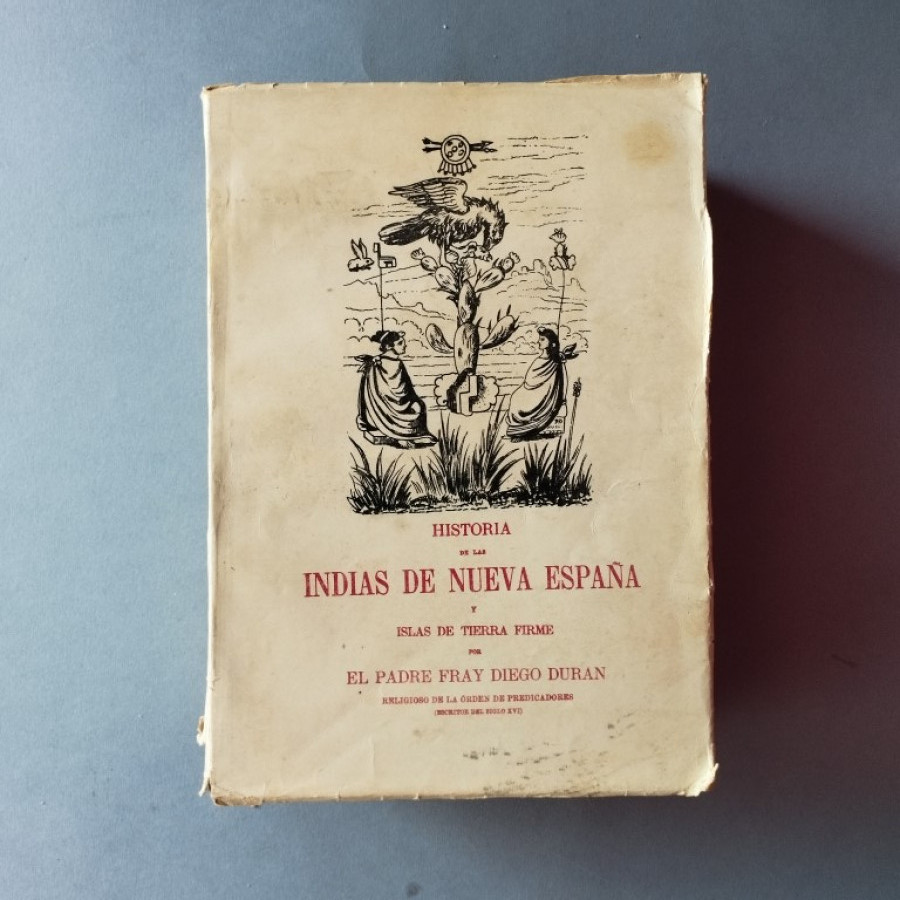 HISTORIA
DE LAS
INDIAS DE NUEVA ESPAÑA
Y
ISLAS DE TIERRA FIRME
POR
EL PADRE FRAY DIEGO DURAN
RELIGIOSO DE LA ÓRDEN DE PREDICADORES
(ESCRITOR DEL SIGLO XVI)